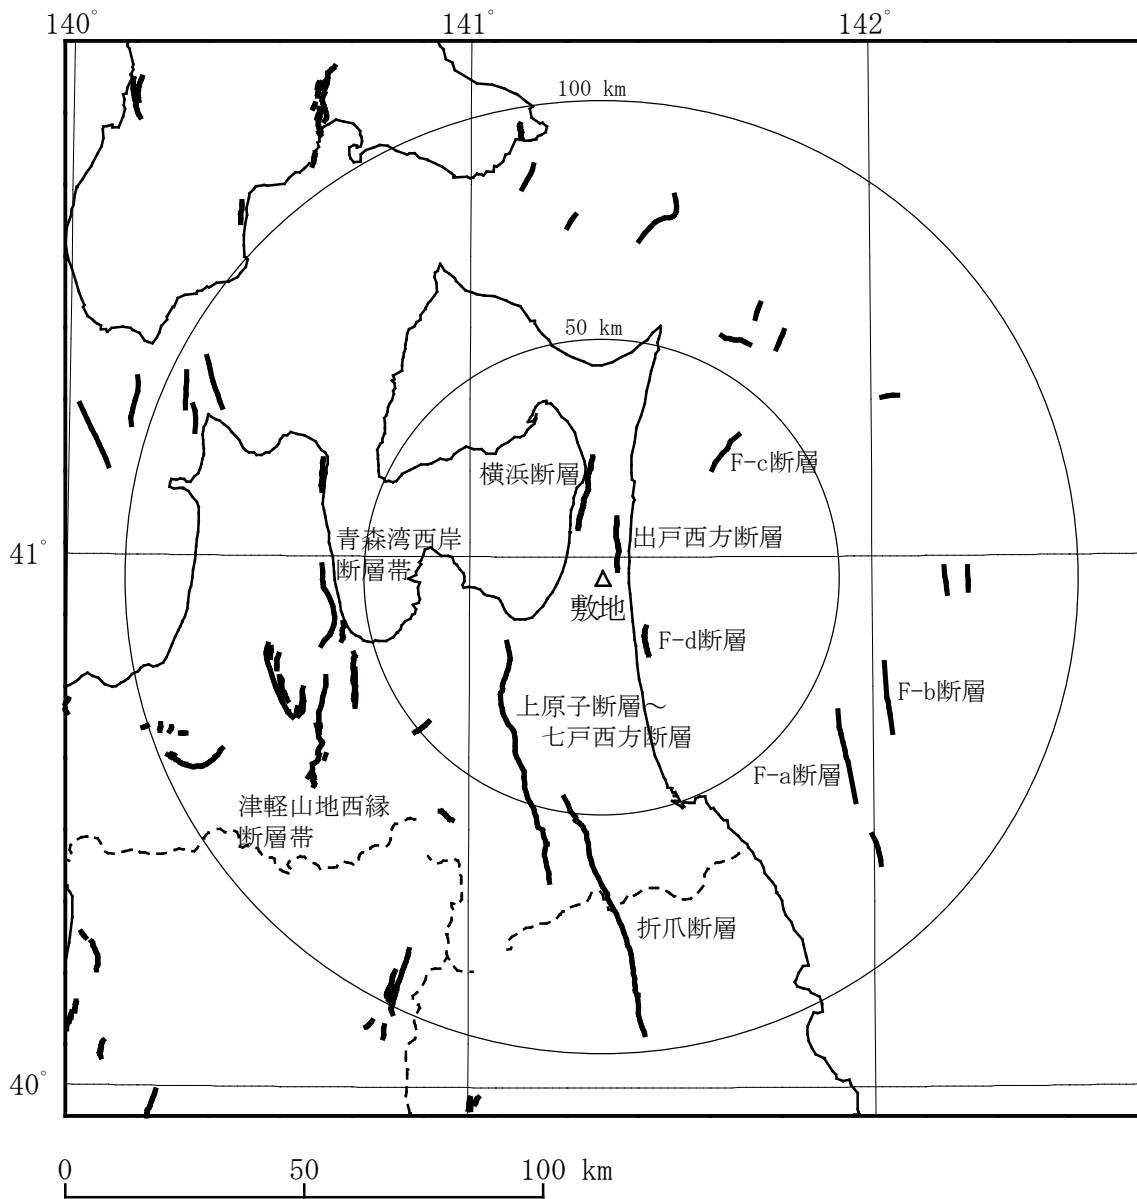 140°
141°
142°
100 km
50 km
F-c断層
横浜断層
41°
青森湾西岸
断層帯
出戸西方断層
敷地
F-d断層
F-b断層
上原子断層～
七戸西方断層
F-a断層
津軽山地西縁
断層帯
折爪断層
40°
0 50 100 km